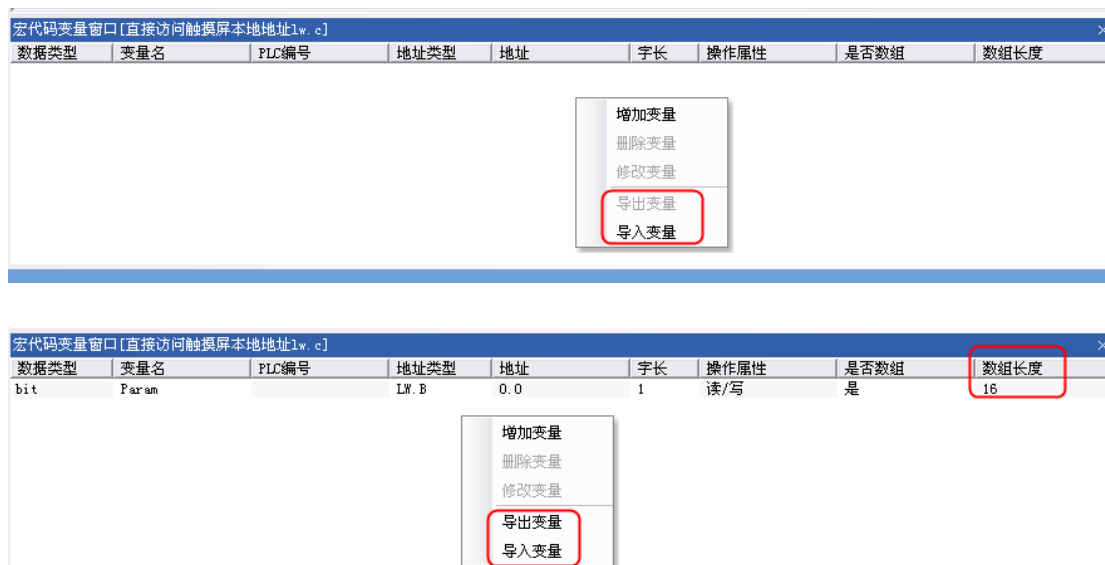 宏代码变量窗口[直接访问触摸屏本地地址lw.c]
数据类型 变量名 PLC编号 地址类型 地址 字长 操作属性 是否数组 数组长度
增加变量
删除变量
修改变量
导出变量
导入变量
宏代码变量窗口[直接访问触摸屏本地地址lw.c]
数据类型 变量名 PLC编号 地址类型 地址 字长 操作属性 是否数组 数组长度
bit Param LW.B 0.0 1 读/写 是 16
增加变量
删除变量
修改变量
导出变量
导入变量